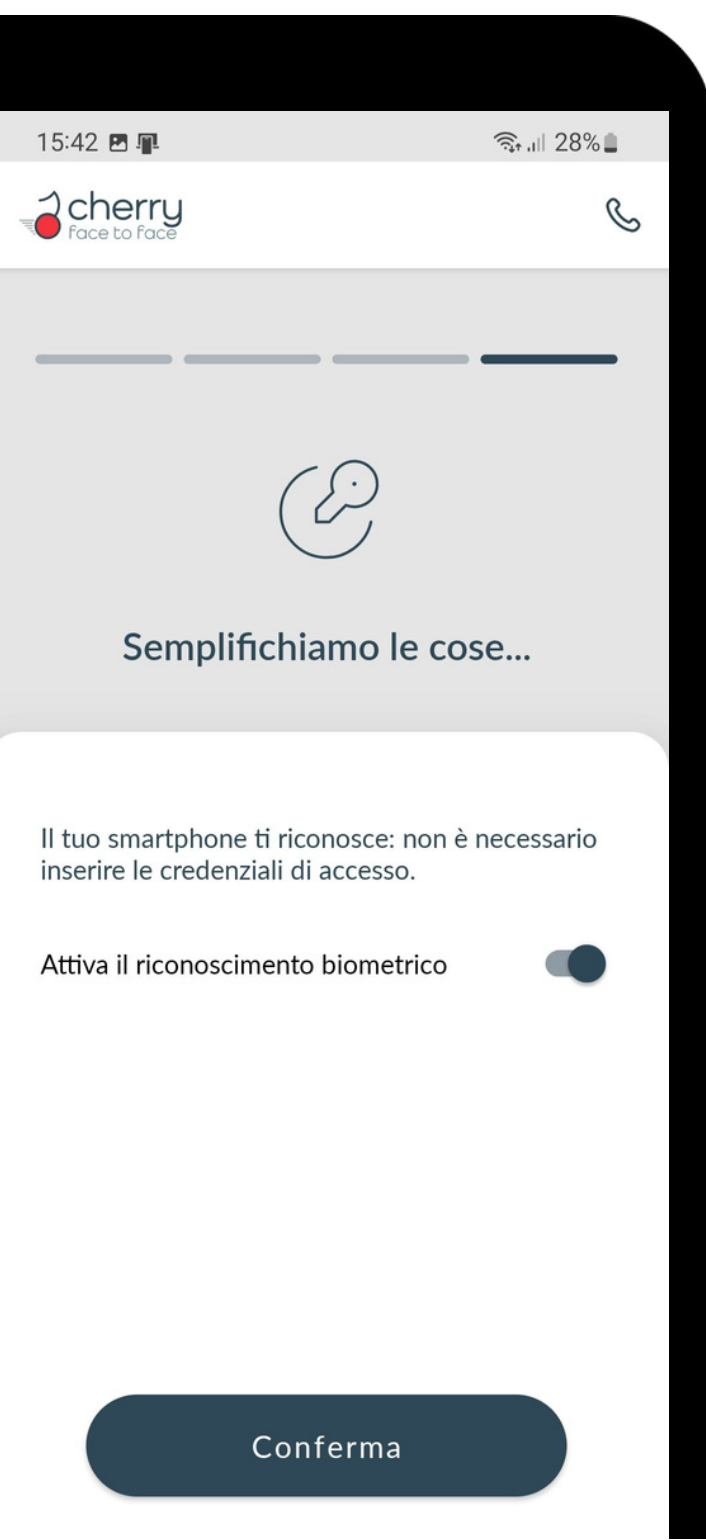 15:42
28%
cherry
face to face
Semplifichiamo le cose...
Il tuo smartphone ti riconosce: non è necessario
inserire le credenziali di accesso.
Attiva il riconoscimento biometrico
Conferma